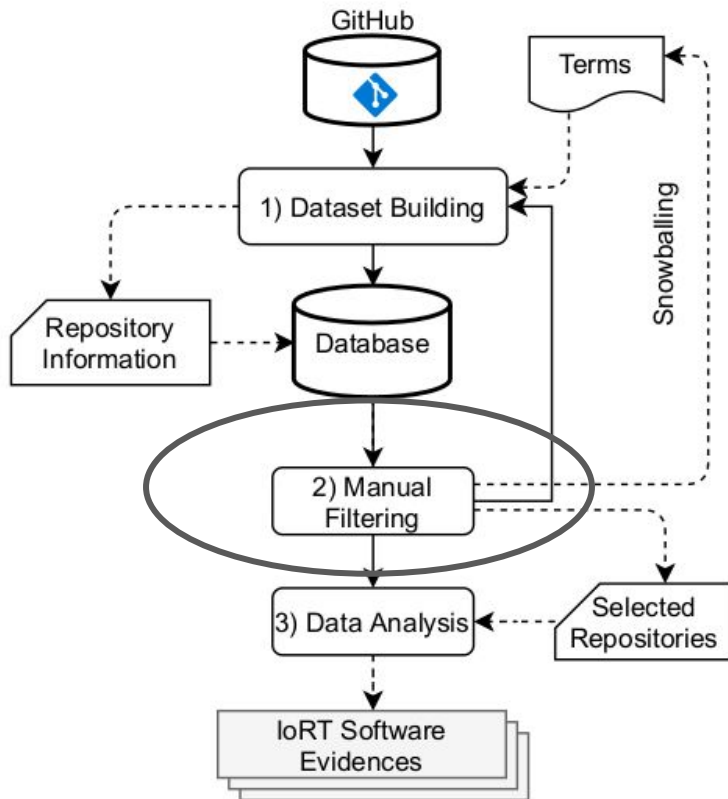 GitHub
Terms
1) Dataset Building
Snowballing
Repository
Information
Database
2) Manual
Filtering
3) Data Analysis
Selected
Repositories
IoRT Software
Evidences